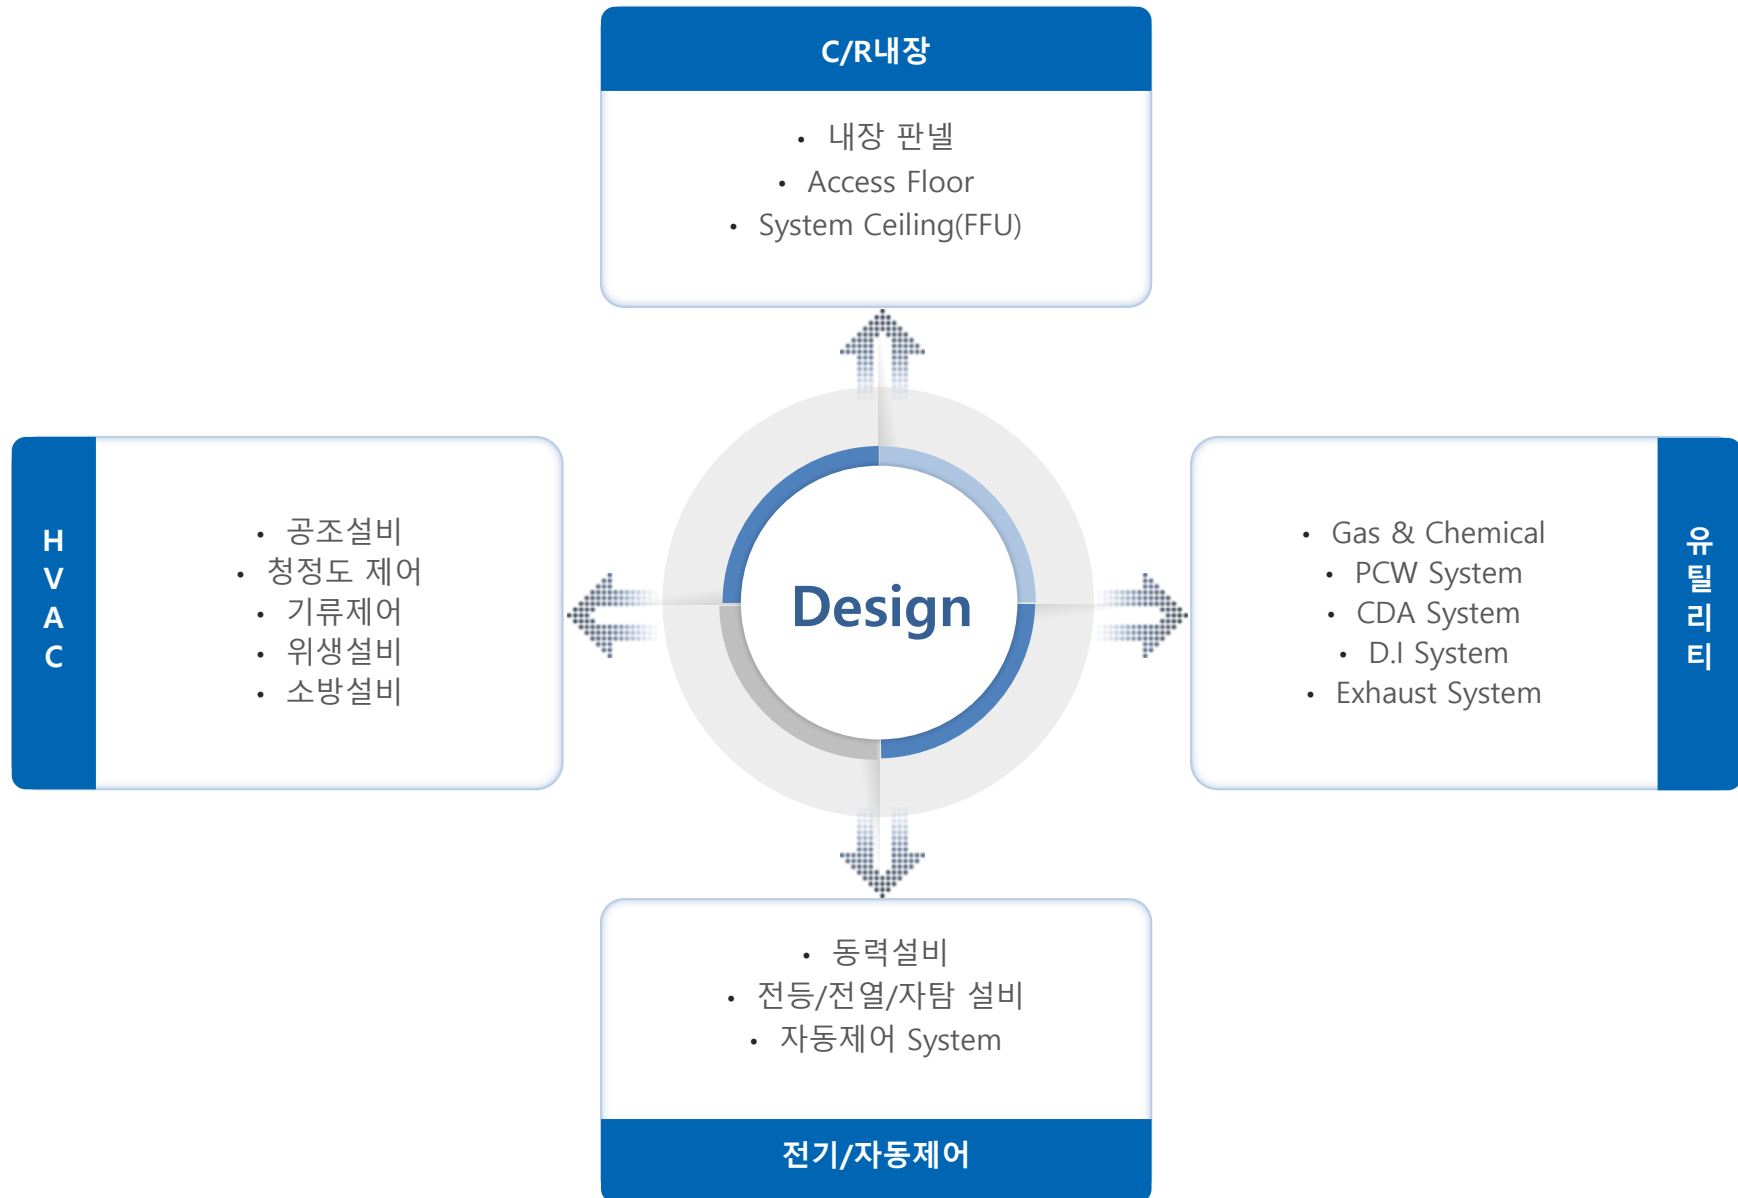 C/R내장
• 내장 판넬
• Access Floor
• System Ceiling(FFU)
HVAC
• 공조설비
• 청정도 제어
• 기류제어
• 위생설비
• 소방설비
Design
• Gas & Chemical
• PCW System
• CDA System
• D.I System
• Exhaust System
유틸리티
• 동력설비
• 전등/전열/자탐 설비
• 자동제어 System
전기/자동제어